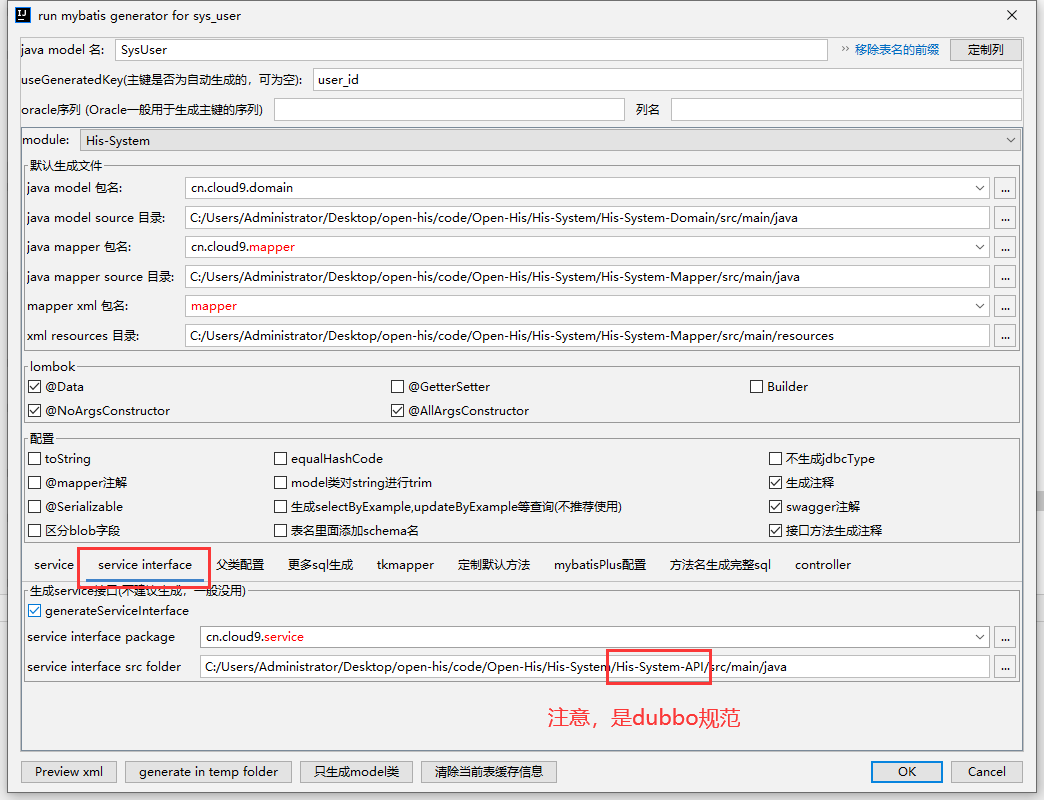 run mybatis generator for sys_user
java model 名: SysUser 移除表名的前缀 定制列
useGeneratedKey(主键是否为自动生成的，可为空): user_id
oracle序列 (Oracle一般用于生成主键的序列) 列名
module: His-System
默认生成文件
java model 包名: cn.cloud9.domain ...
java model source 目录: C:/Users/Administrator/Desktop/open-his/code/Open-His/His-System/His-System-Domain/src/main/java ...
java mapper 包名: cn.cloud9.mapper ...
java mapper source 目录: C:/Users/Administrator/Desktop/open-his/code/Open-His/His-System/His-System-Mapper/src/main/java ...
mapper xml 包名: mapper ...
xml resources 目录: C:/Users/Administrator/Desktop/open-his/code/Open-His/His-System/His-System-Mapper/src/main/resources ...
lombok
@Data @GetterSetter Builder
@NoArgsConstructor @AllArgsConstructor
配置
toString equalHashCode 不生成jdbcType
@mapper注解 model类对string进行trim 生成注释
@Serializable 生成selectByExample,updateByExample等查询(不推荐使用) swagger注解
区分blob字段 表名里面添加schema名 接口方法生成注释
service service interface 父类配置 更多sql生成 tkmapper 定制默认方法 mybatisPlus配置 方法名生成完整sql controller
生成service接口(不建议生成，一般没用)
generateServiceInterface
service interface package cn.cloud9.service ...
service interface src folder C:/Users/Administrator/Desktop/open-his/code/Open-His/His-System/His-System-API/src/main/java ...
注意，是dubbo规范
Preview xml generate in temp folder 只生成model类 清除当前表缓存信息 OK Cancel